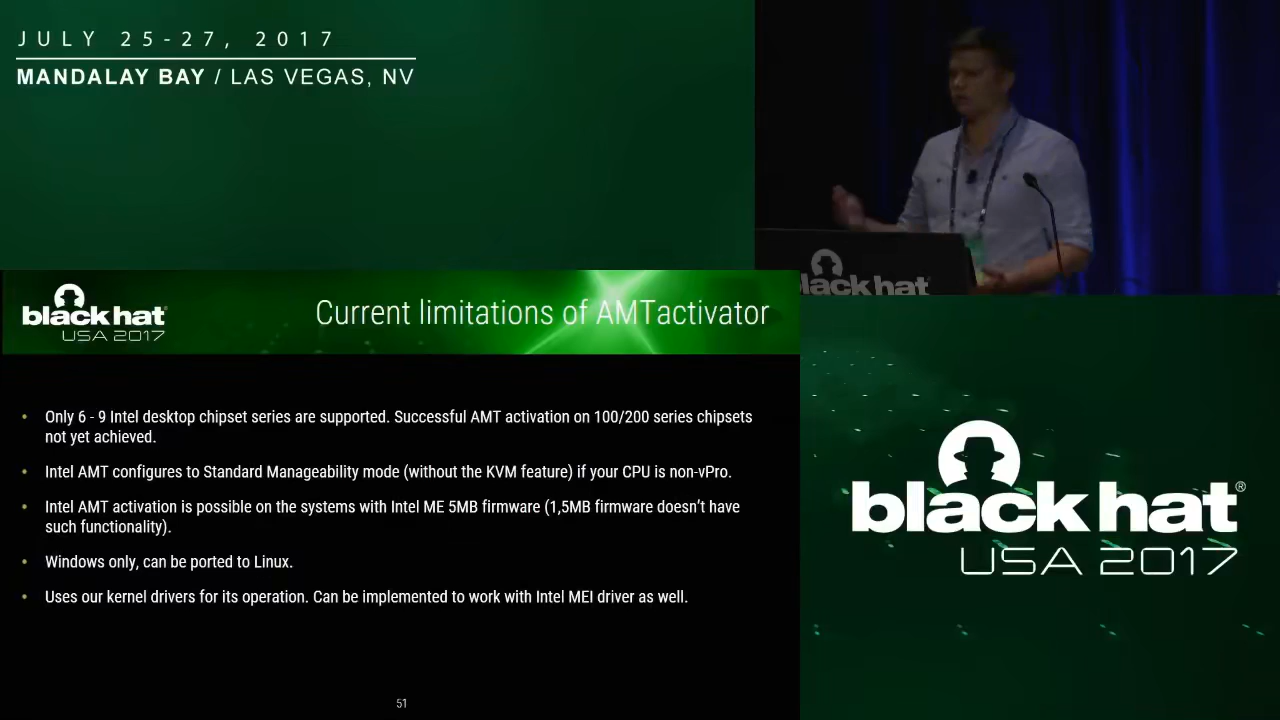 JULY 25-27, 2017
MANDALAY BAY / LAS VEGAS, NV
black hat
black hat
USA 2017
Current limitations of AMTactivator
• Only 6 - 9 Intel desktop chipset series are supported. Successful AMT activation on 100/200 series chipsets
not yet achieved.
• Intel AMT configures to Standard Manageability mode (without the KVM feature) if your CPU is non-vPro.
• Intel AMT activation is possible on the systems with Intel ME 5MB firmware (1,5MB firmware doesn't have
such functionality).
• Windows only, can be ported to Linux.
• Uses our kernel drivers for its operation. Can be implemented to work with Intel MEI driver as well.
51
black hat®
USA 2017